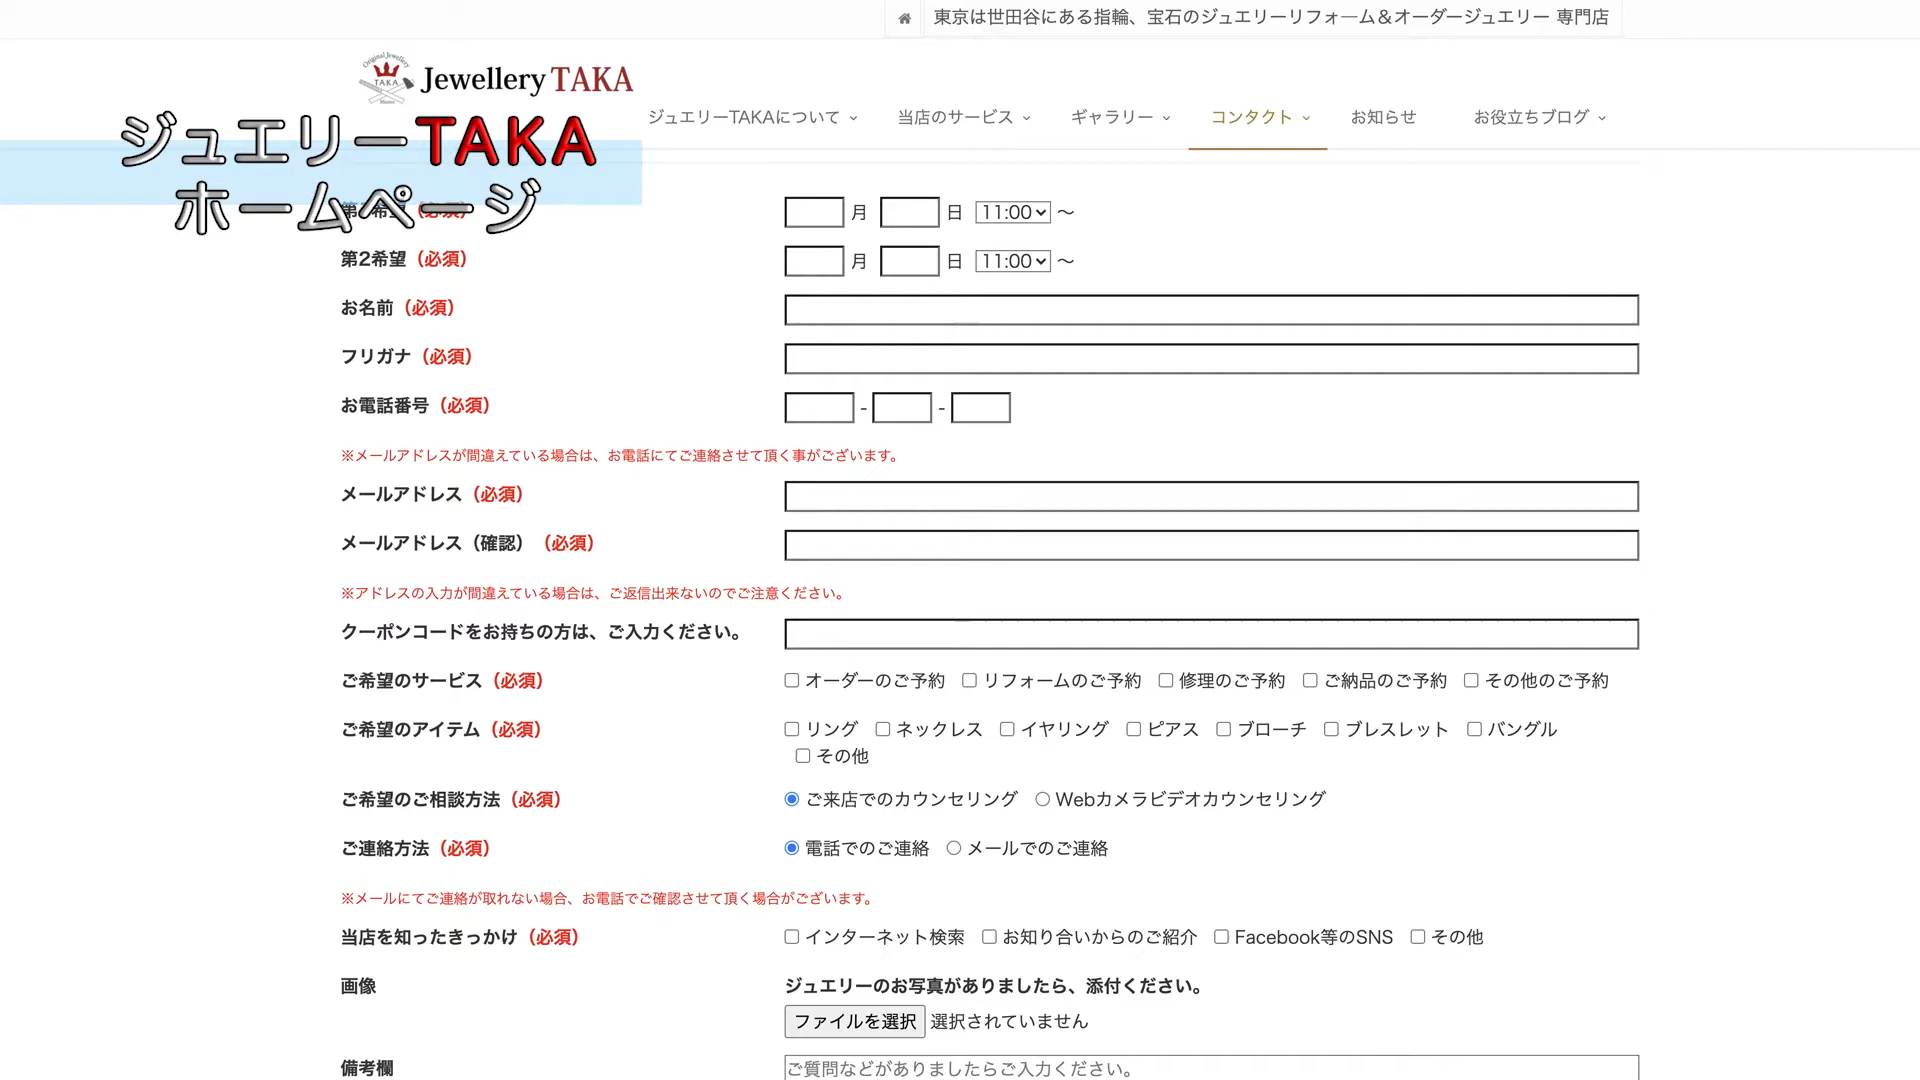 東京は世田谷にある指輪、宝石のジュエリーリフォーム＆オーダージュエリー 専門店
Original Jewellery
TAKA
Master
Jewellery TAKA
ジュエリーTAKAについて 当店のサービス ギャラリー コンタクト お知らせ お役立ちブログ
ジュエリーTAKA
ホームページ
月 日 11:00 〜
第2希望（必須） 月 日 11:00 〜
お名前（必須）
フリガナ（必須）
お電話番号（必須） - -
※メールアドレスが間違えている場合は、お電話にてご連絡させて頂く事がございます。
メールアドレス（必須）
メールアドレス（確認）（必須）
※アドレスの入力が間違えている場合は、ご返信出来ないのでご注意ください。
クーポンコードをお持ちの方は、ご入力ください。
ご希望のサービス（必須） オーダーのご予約 リフォームのご予約 修理のご予約 ご納品のご予約 その他のご予約
ご希望のアイテム（必須） リング ネックレス イヤリング ピアス ブローチ ブレスレット バングル
その他
ご希望のご相談方法（必須） ご来店でのカウンセリング Webカメラビデオカウンセリング
ご連絡方法（必須） 電話でのご連絡 メールでのご連絡
※メールにてご連絡が取れない場合、お電話でご確認させて頂く場合がございます。
当店を知ったきっかけ（必須） インターネット検索 お知り合いからのご紹介 Facebook等のSNS その他
画像 ジュエリーのお写真がありましたら、添付ください。
ファイルを選択 選択されていません
備考欄 ご質問などがありましたらご入力ください。